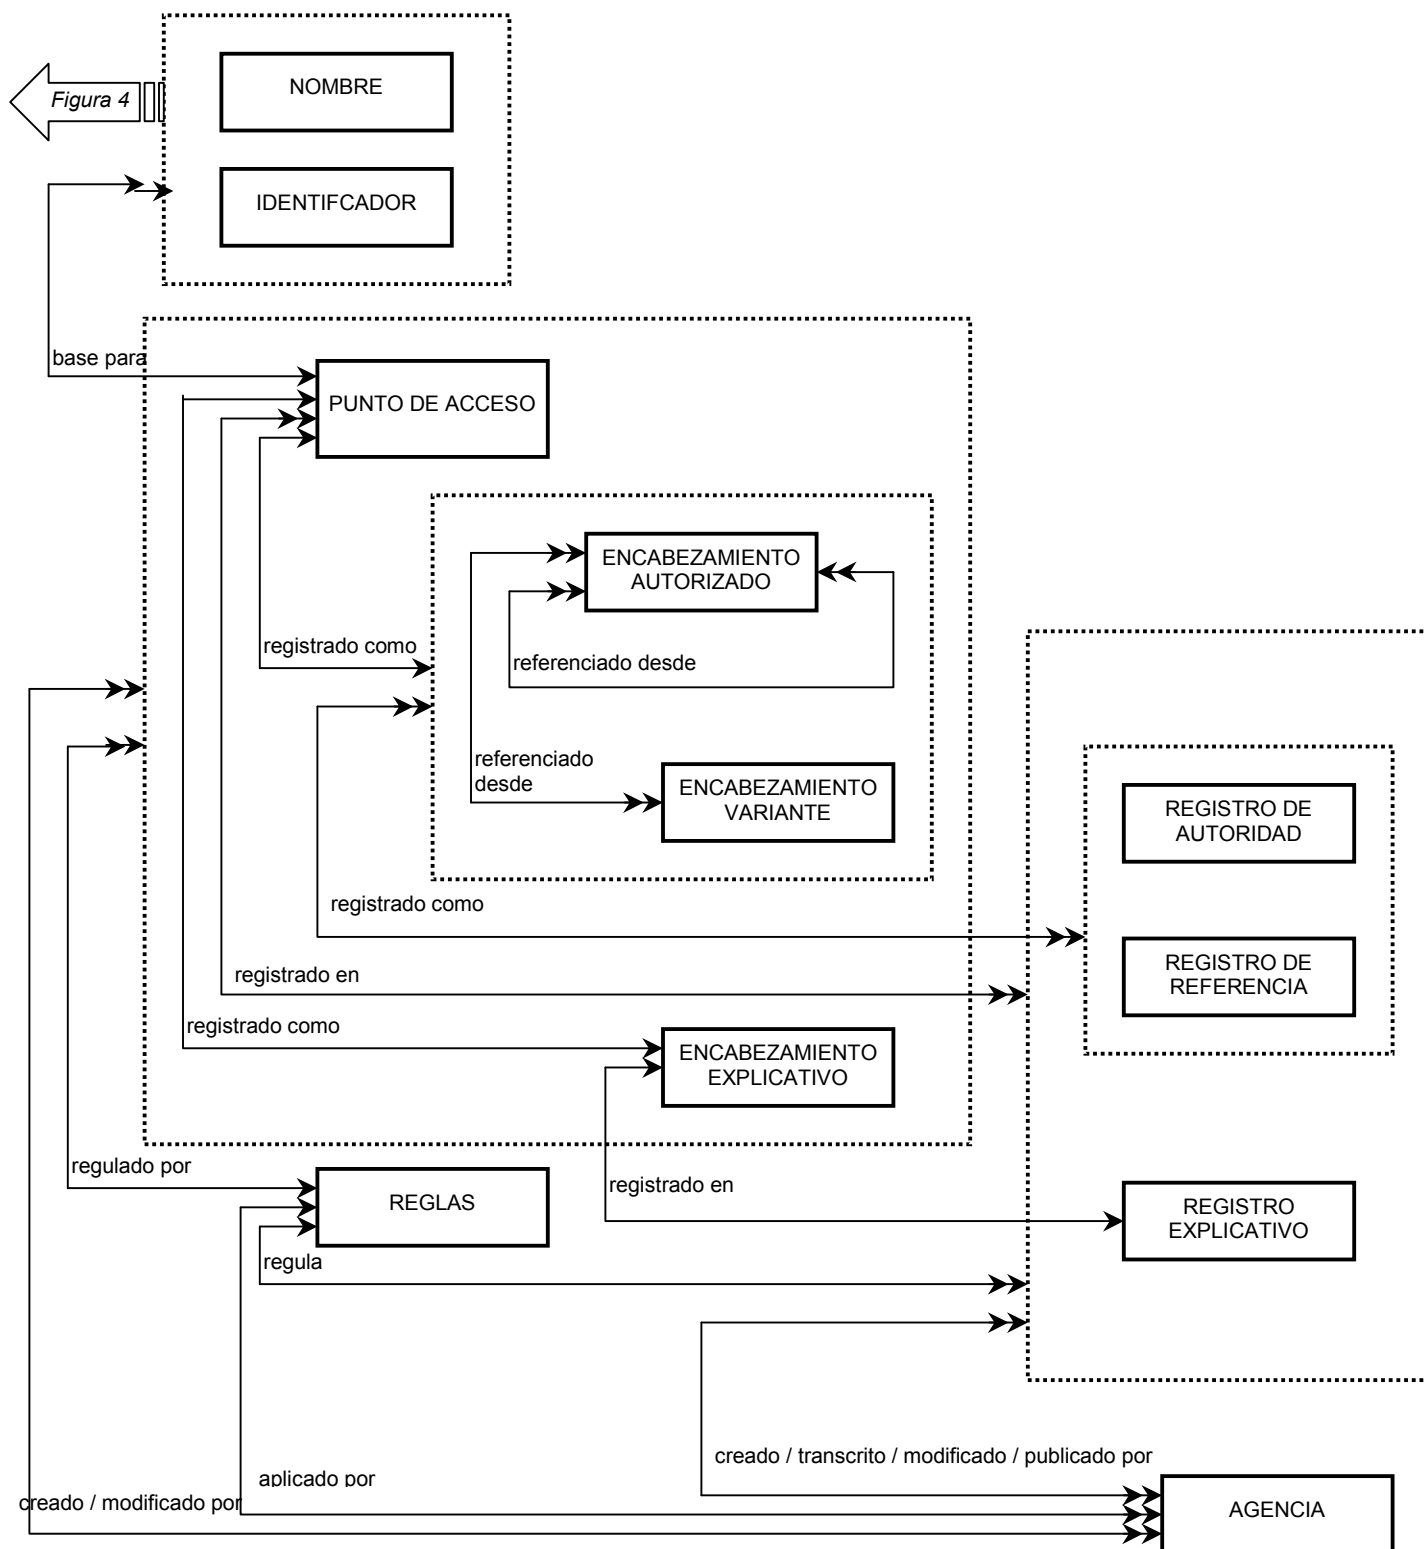 NOMBRE
Figura 4
IDENTIFCADOR
base para
PUNTO DE ACCESO
ENCABEZAMIENTO
AUTORIZADO
registrado como
referenciado desde
referenciado
desde
ENCABEZAMIENTO
VARIANTE
REGISTRO DE
AUTORIDAD
registrado como
REGISTRO DE
REFERENCIA
registrado en
registrado como
ENCABEZAMIENTO
EXPLICATIVO
regulado por
REGLAS
registrado en
REGISTRO
EXPLICATIVO
regula
creado / transcrito / modificado / publicado por
aplicado por
creado / modificado por
AGENCIA